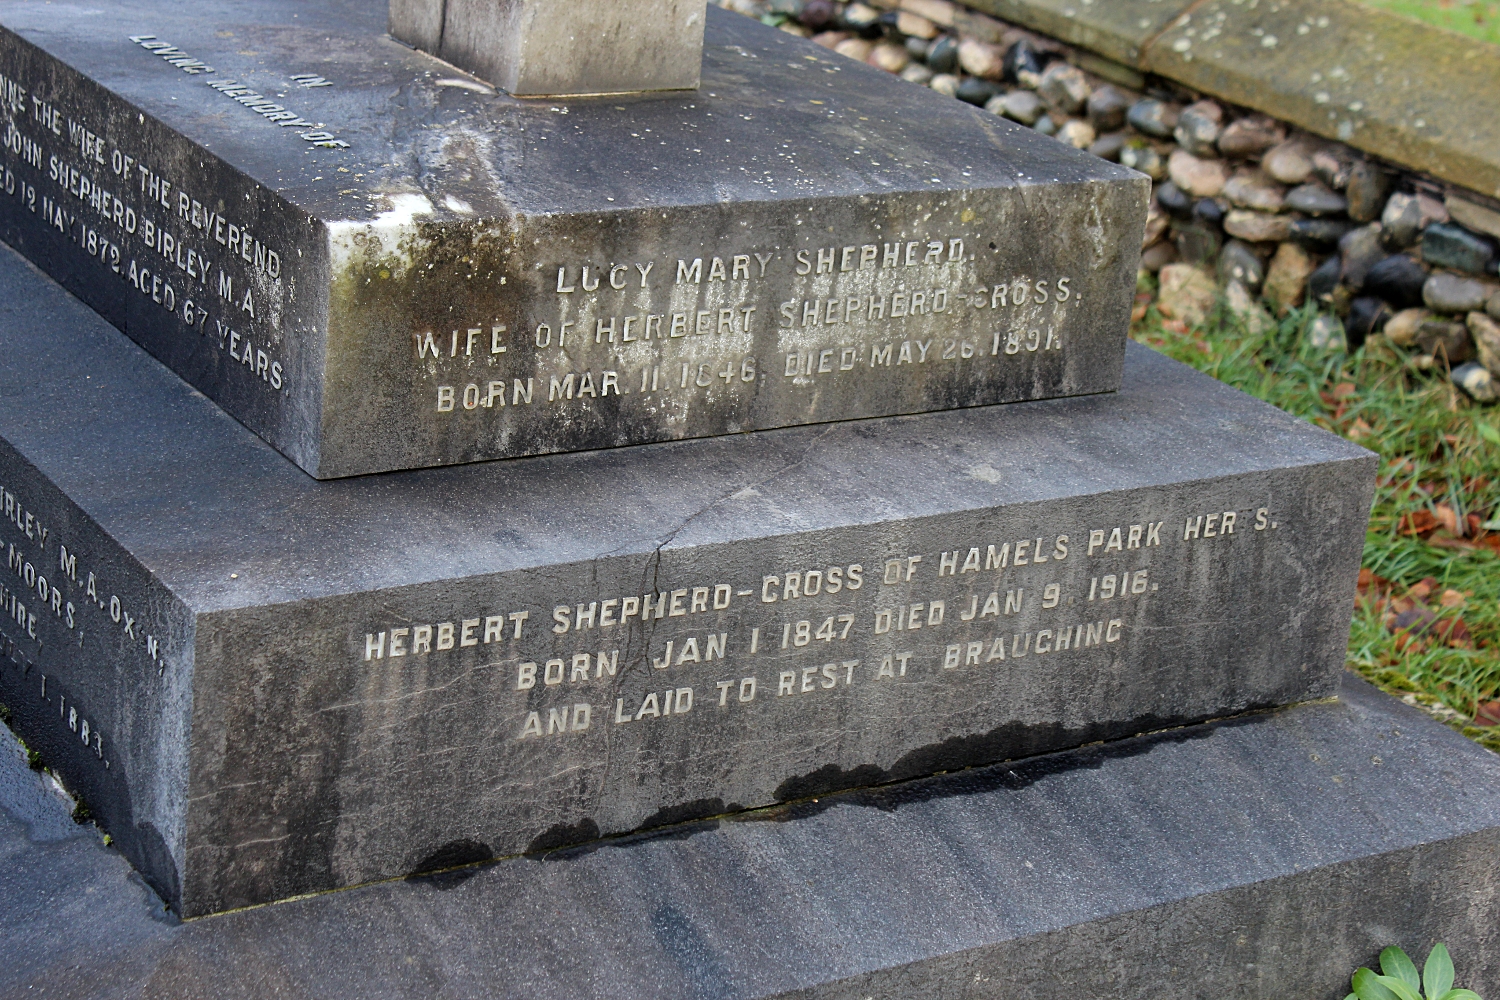 IN
LOVING MEMORY OF
THE WIFE OF THE REVEREND
JOHN SHEPHERD BIRLEY M.A.
12 MAY. 1872. AGED 67 YEARS.
LUCY MARY SHEPHERD.
WIFE OF HERBERT SHEPHERD-CROSS.
BORN MAR. 11. 1846. DIED MAY 26. 1891.
M.A. OXON,
-MOORS,
1883.
HERBERT SHEPHERD-CROSS OF HAMELS PARK HERTS.
BORN JAN 1 1847 DIED JAN 9. 1916.
AND LAID TO REST AT BRAUGHING